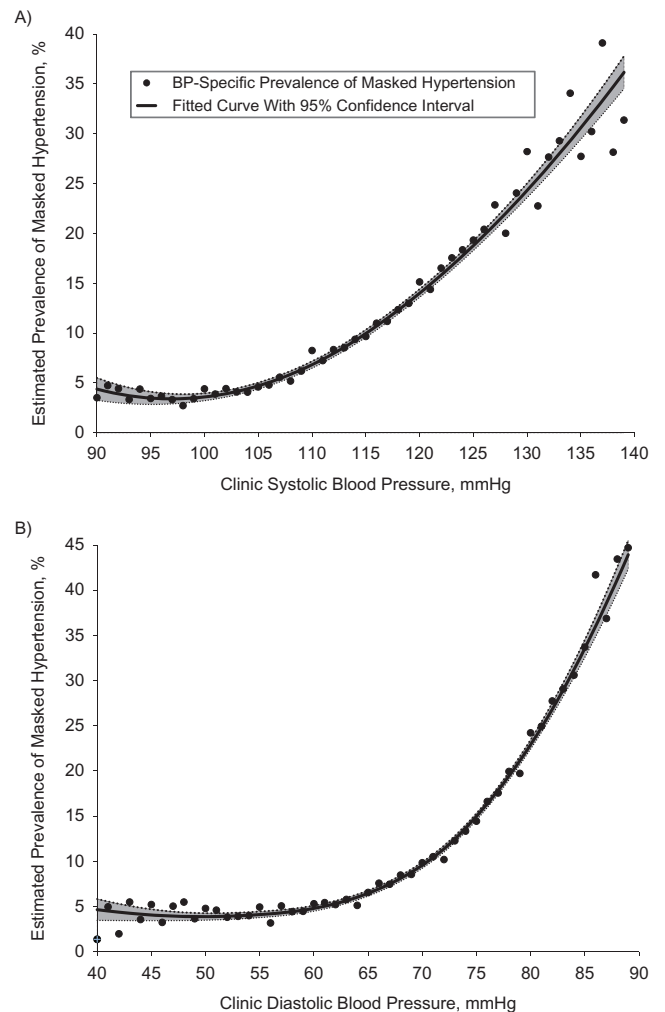 A)
40
35
30
25
20
15
10
5
0
Estimated Prevalence of Masked Hypertension, %
BP-Specific Prevalence of Masked Hypertension
Fitted Curve With 95% Confidence Interval
90 95 100 105 110 115 120 125 130 135 140
Clinic Systolic Blood Pressure, mmHg
B)
45
40
35
30
25
20
15
10
5
0
Estimated Prevalence of Masked Hypertension, %
40 45 50 55 60 65 70 75 80 85 90
Clinic Diastolic Blood Pressure, mmHg